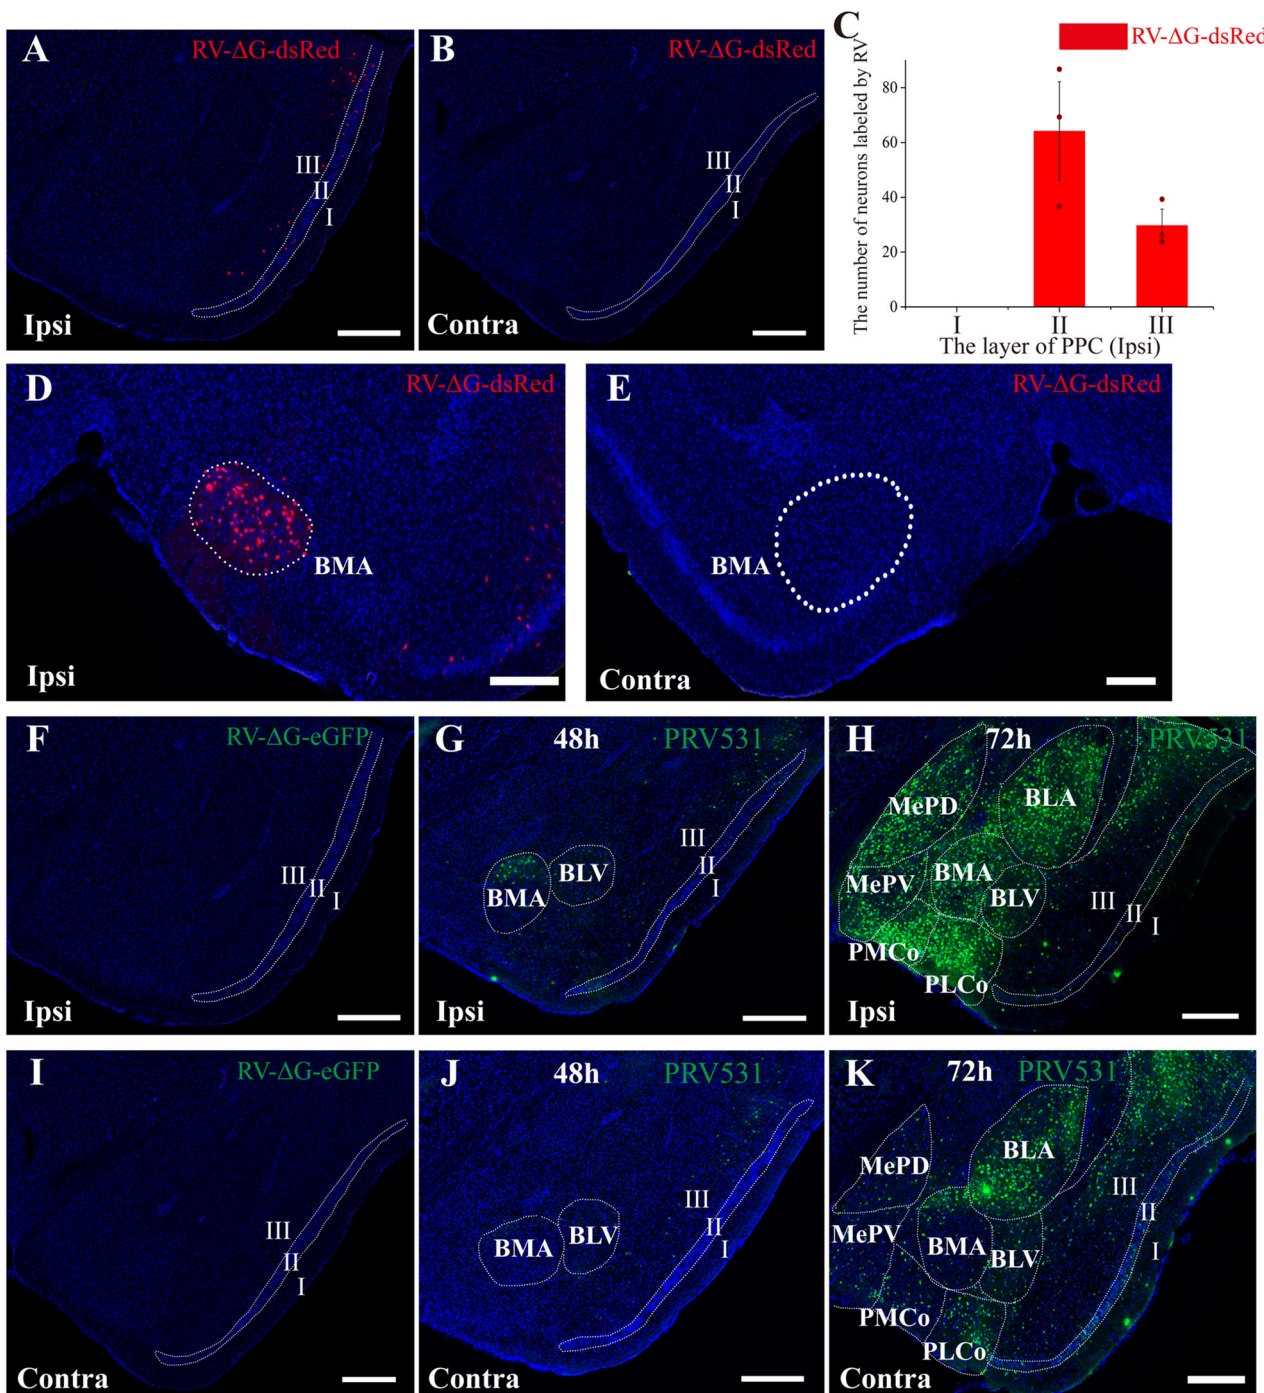 A
RV-ΔG-dsRed
III
II
I
Ipsi
B
RV-ΔG-dsRed
III
II
I
Contra
C
RV-ΔG-dsRed
The number of neurons labeled by RV
80
60
40
20
0
I
II
III
The layer of PPC (Ipsi)
D
RV-ΔG-dsRed
BMA
Ipsi
E
RV-ΔG-dsRed
BMA
Contra
F
RV-ΔG-eGFP
III
II
I
Ipsi
G
48h
PRV531
III
II
I
BLV
BMA
Ipsi
H
72h
PRV531
BLA
MePD
BMA
MePV
BLV
III
II
I
PMCo
PLCo
Ipsi
I
RV-ΔG-eGFP
III
II
I
Contra
J
48h
PRV531
III
II
I
BLV
BMA
Contra
K
72h
PRV531
BLA
MePD
III
II
I
MePV
BMA
BLV
PMCo
PLCo
Contra